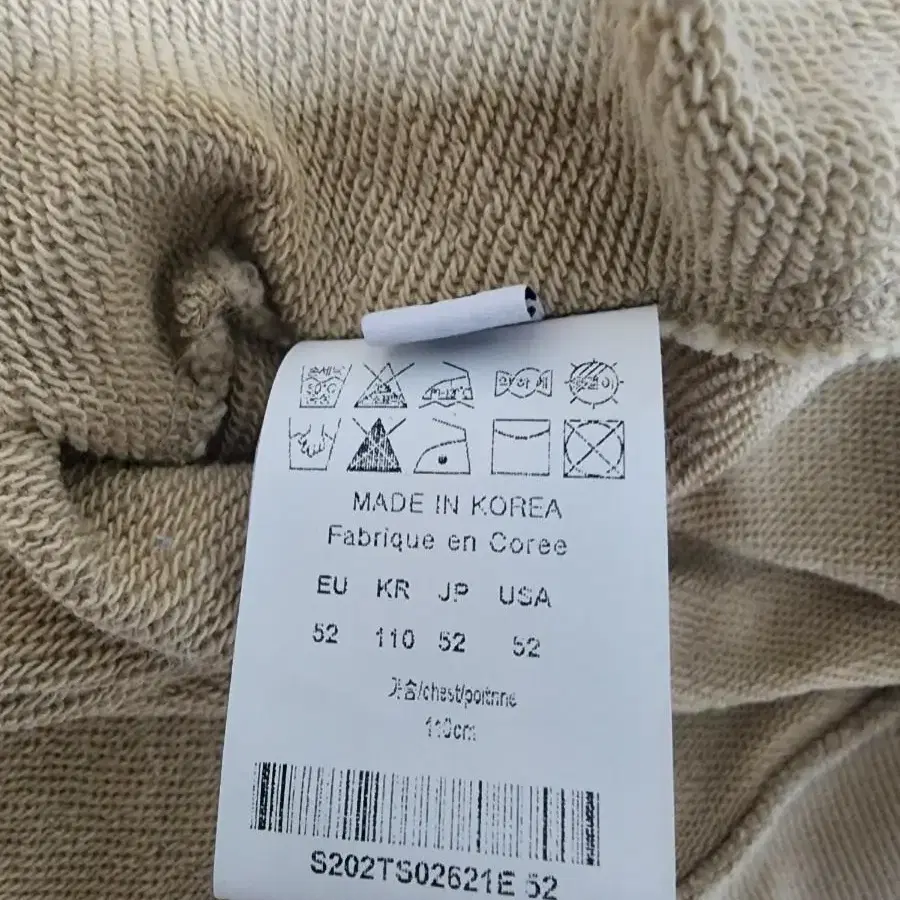 MADE IN KOREA
Fabrique en Coree
EU KR JP USA
52 110 52 52
가슴/chest/poitrine
110cm
S202TS02621E 52